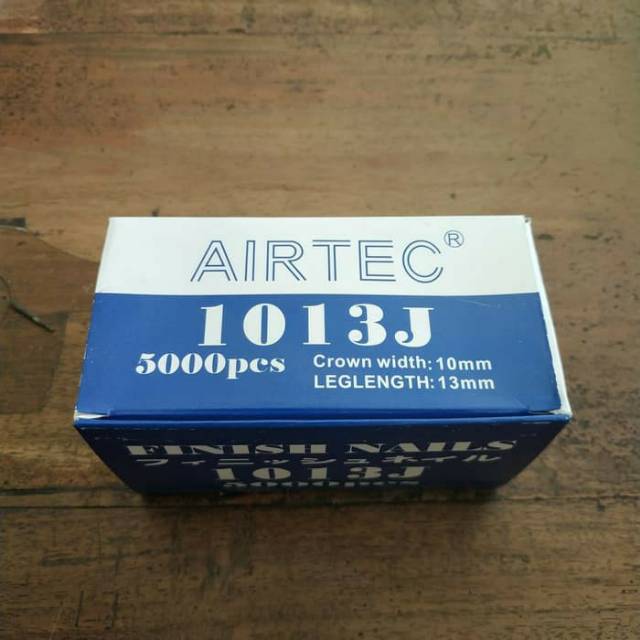 AIRTEC®
1013J
5000pcs
Crown width: 10mm
LEGLENGTH: 13mm
FINISH NAILS
フィニッシュネイル
1013J